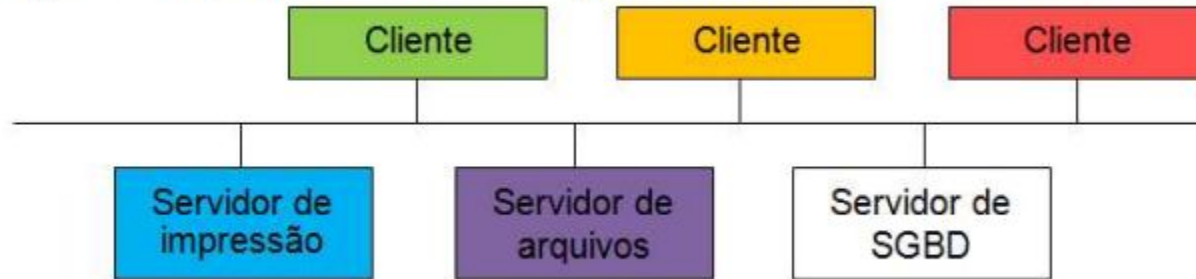 Cliente
Cliente
Cliente
Servidor de
impressão
Servidor de
arquivos
Servidor de
SGBD